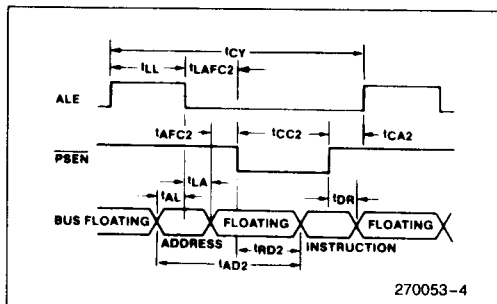 tCY
tLL tLAFC2
ALE
tAFC2 tCC2 tCA2
PSEN
tLA
tAL tDR
BUS FLOATING FLOATING FLOATING
ADDRESS tRD2 INSTRUCTION
tAD2
270053-4